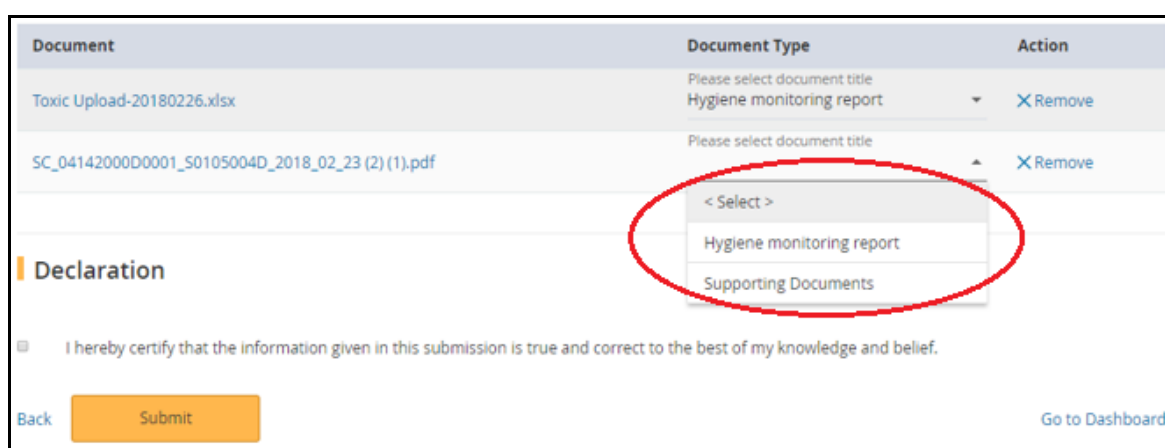 Document Document Type Action
Please select document title
Toxic Upload-20180226.xlsx Hygiene monitoring report Remove
Please select document title
SC_04142000D0001_S0105004D_2018_02_23 (2) (1).pdf Remove
< Select >
Hygiene monitoring report
Declaration
Supporting Documents
I hereby certify that the information given in this submission is true and correct to the best of my knowledge and belief.
Back Submit Go to Dashboard